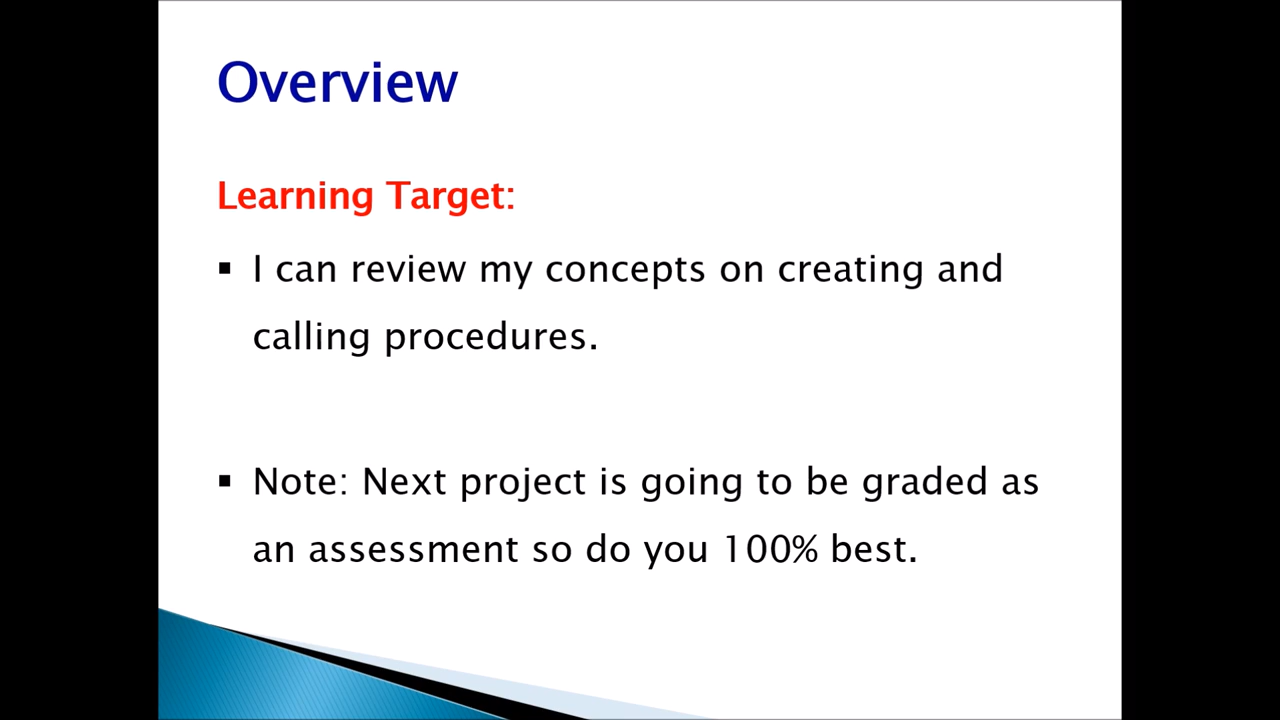 Overview
Learning Target:
▪ I can review my concepts on creating and
calling procedures.
▪ Note: Next project is going to be graded as
an assessment so do you 100% best.